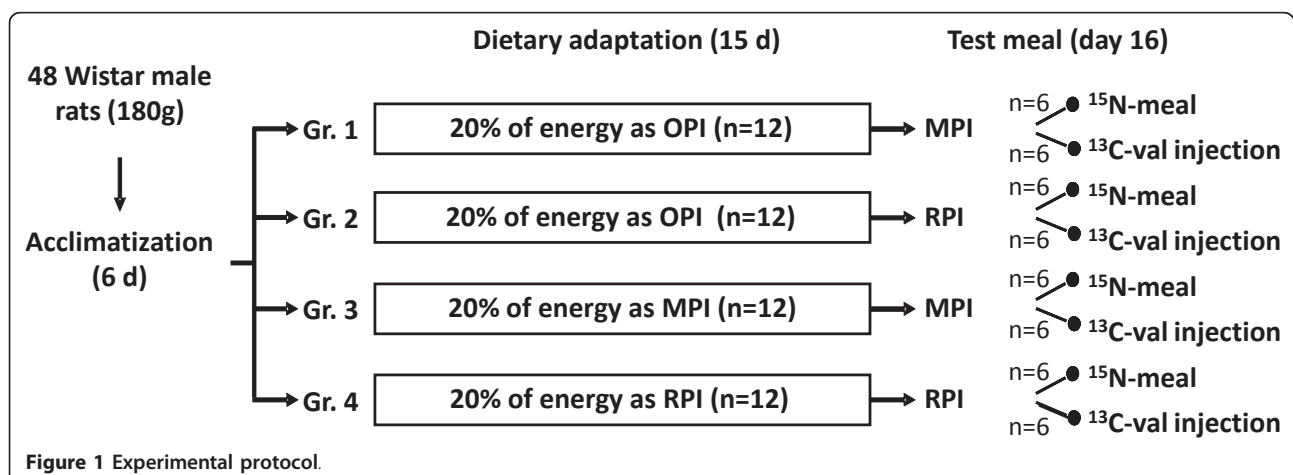 Dietary adaptation (15 d) Test meal (day 16)
48 Wistar male
rats (180g)
Acclimatization
(6 d)
Gr. 1 20% of energy as OPI (n=12) MPI
n=6 ¹⁵N-meal
n=6 ¹³C-val injection
Gr. 2 20% of energy as OPI (n=12) RPI
n=6 ¹⁵N-meal
n=6 ¹³C-val injection
Gr. 3 20% of energy as MPI (n=12) MPI
n=6 ¹⁵N-meal
n=6 ¹³C-val injection
Gr. 4 20% of energy as RPI (n=12) RPI
n=6 ¹⁵N-meal
n=6 ¹³C-val injection
Figure 1 Experimental protocol.